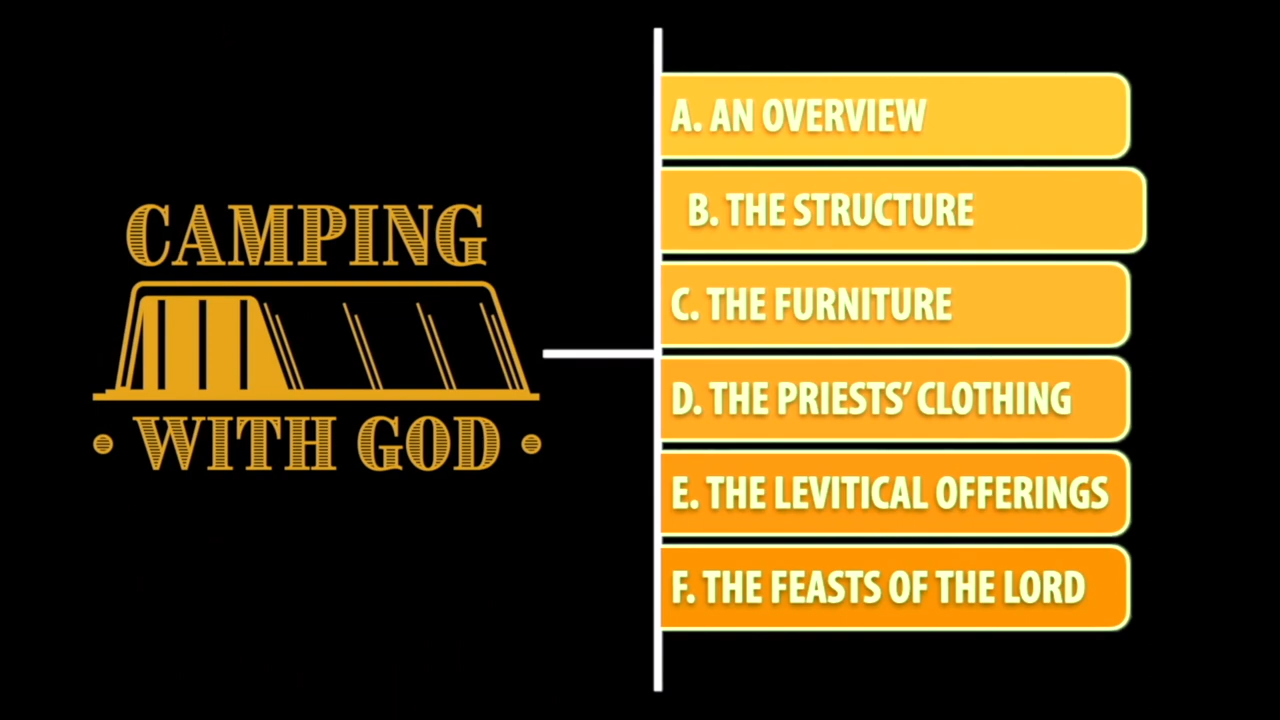 CAMPING
• WITH GOD •
A. AN OVERVIEW
B. THE STRUCTURE
C. THE FURNITURE
D. THE PRIESTS’ CLOTHING
E. THE LEVITICAL OFFERINGS
F. THE FEASTS OF THE LORD